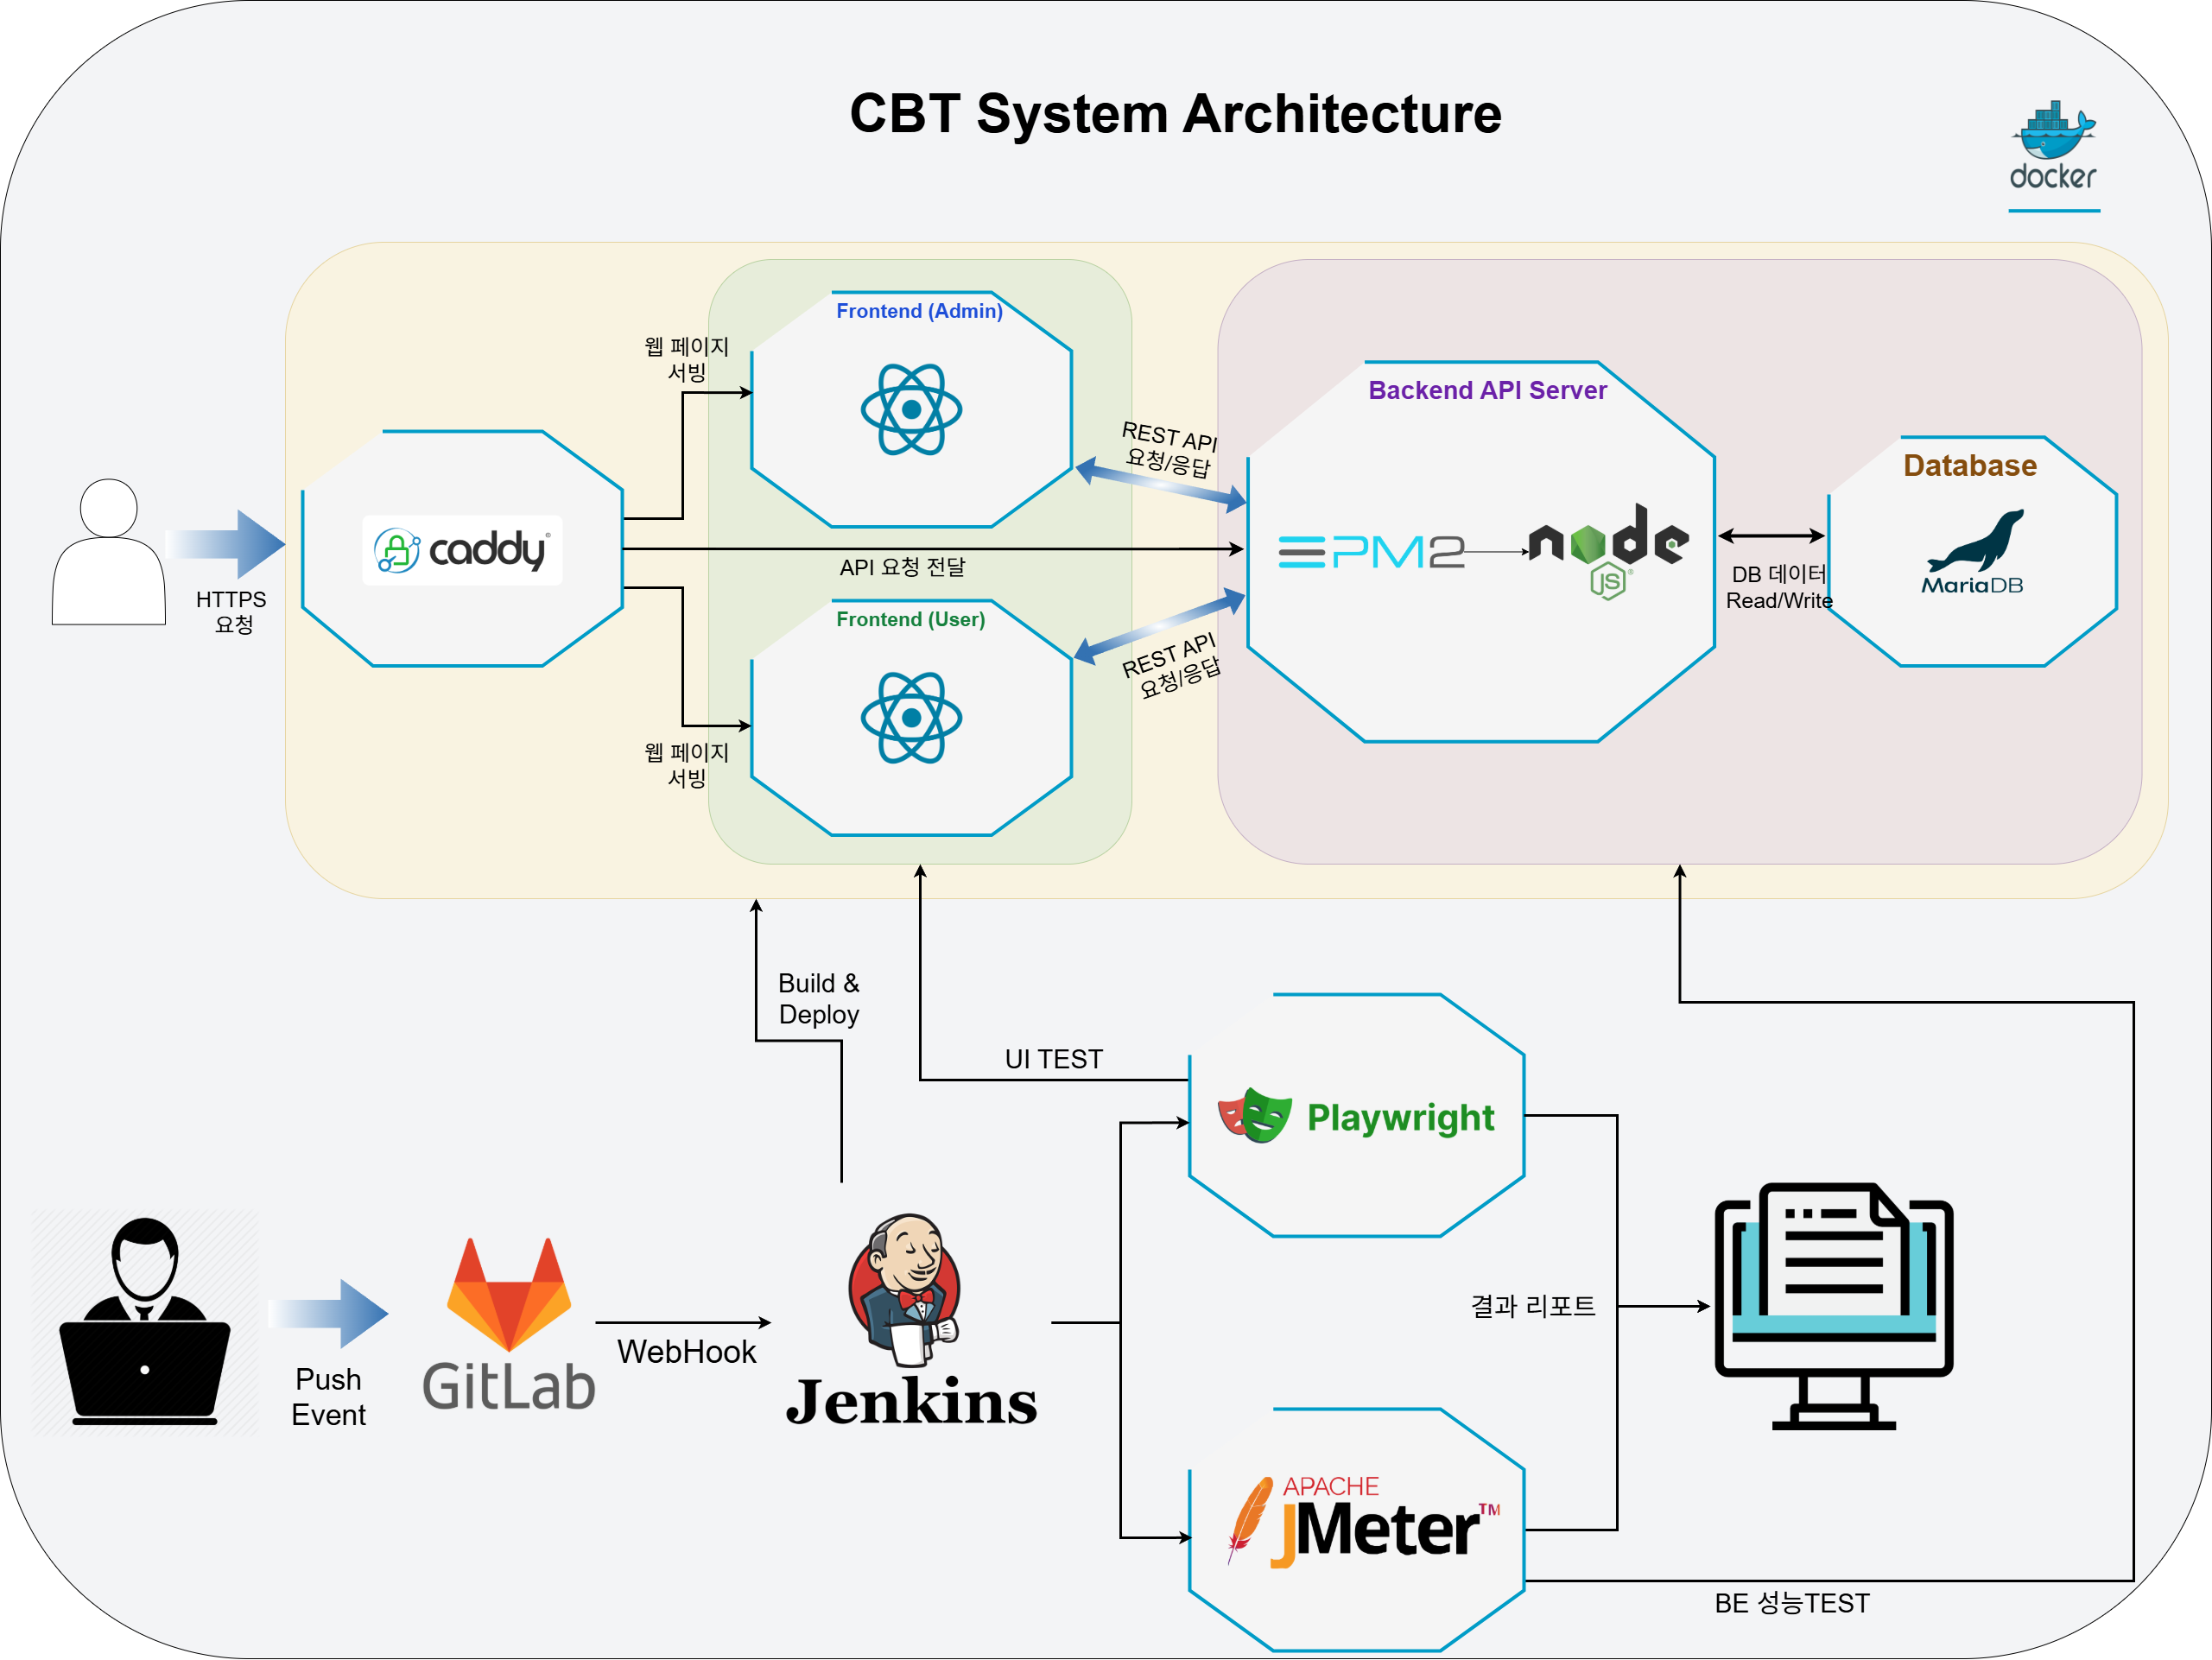 CBT System Architecture
docker
Frontend (Admin)
웹 페이지
서빙
Backend API Server
REST API
요청/응답
Database
caddy
HTTPS
요청
API 요청 전달
PM2
node
JS
DB 데이터
Read/Write
MariaDB
Frontend (User)
REST API
요청/응답
웹 페이지
서빙
Build &
Deploy
UI TEST
Playwright
Push
Event
GitLab
WebHook
Jenkins
결과 리포트
APACHE
JMeter™
BE 성능TEST